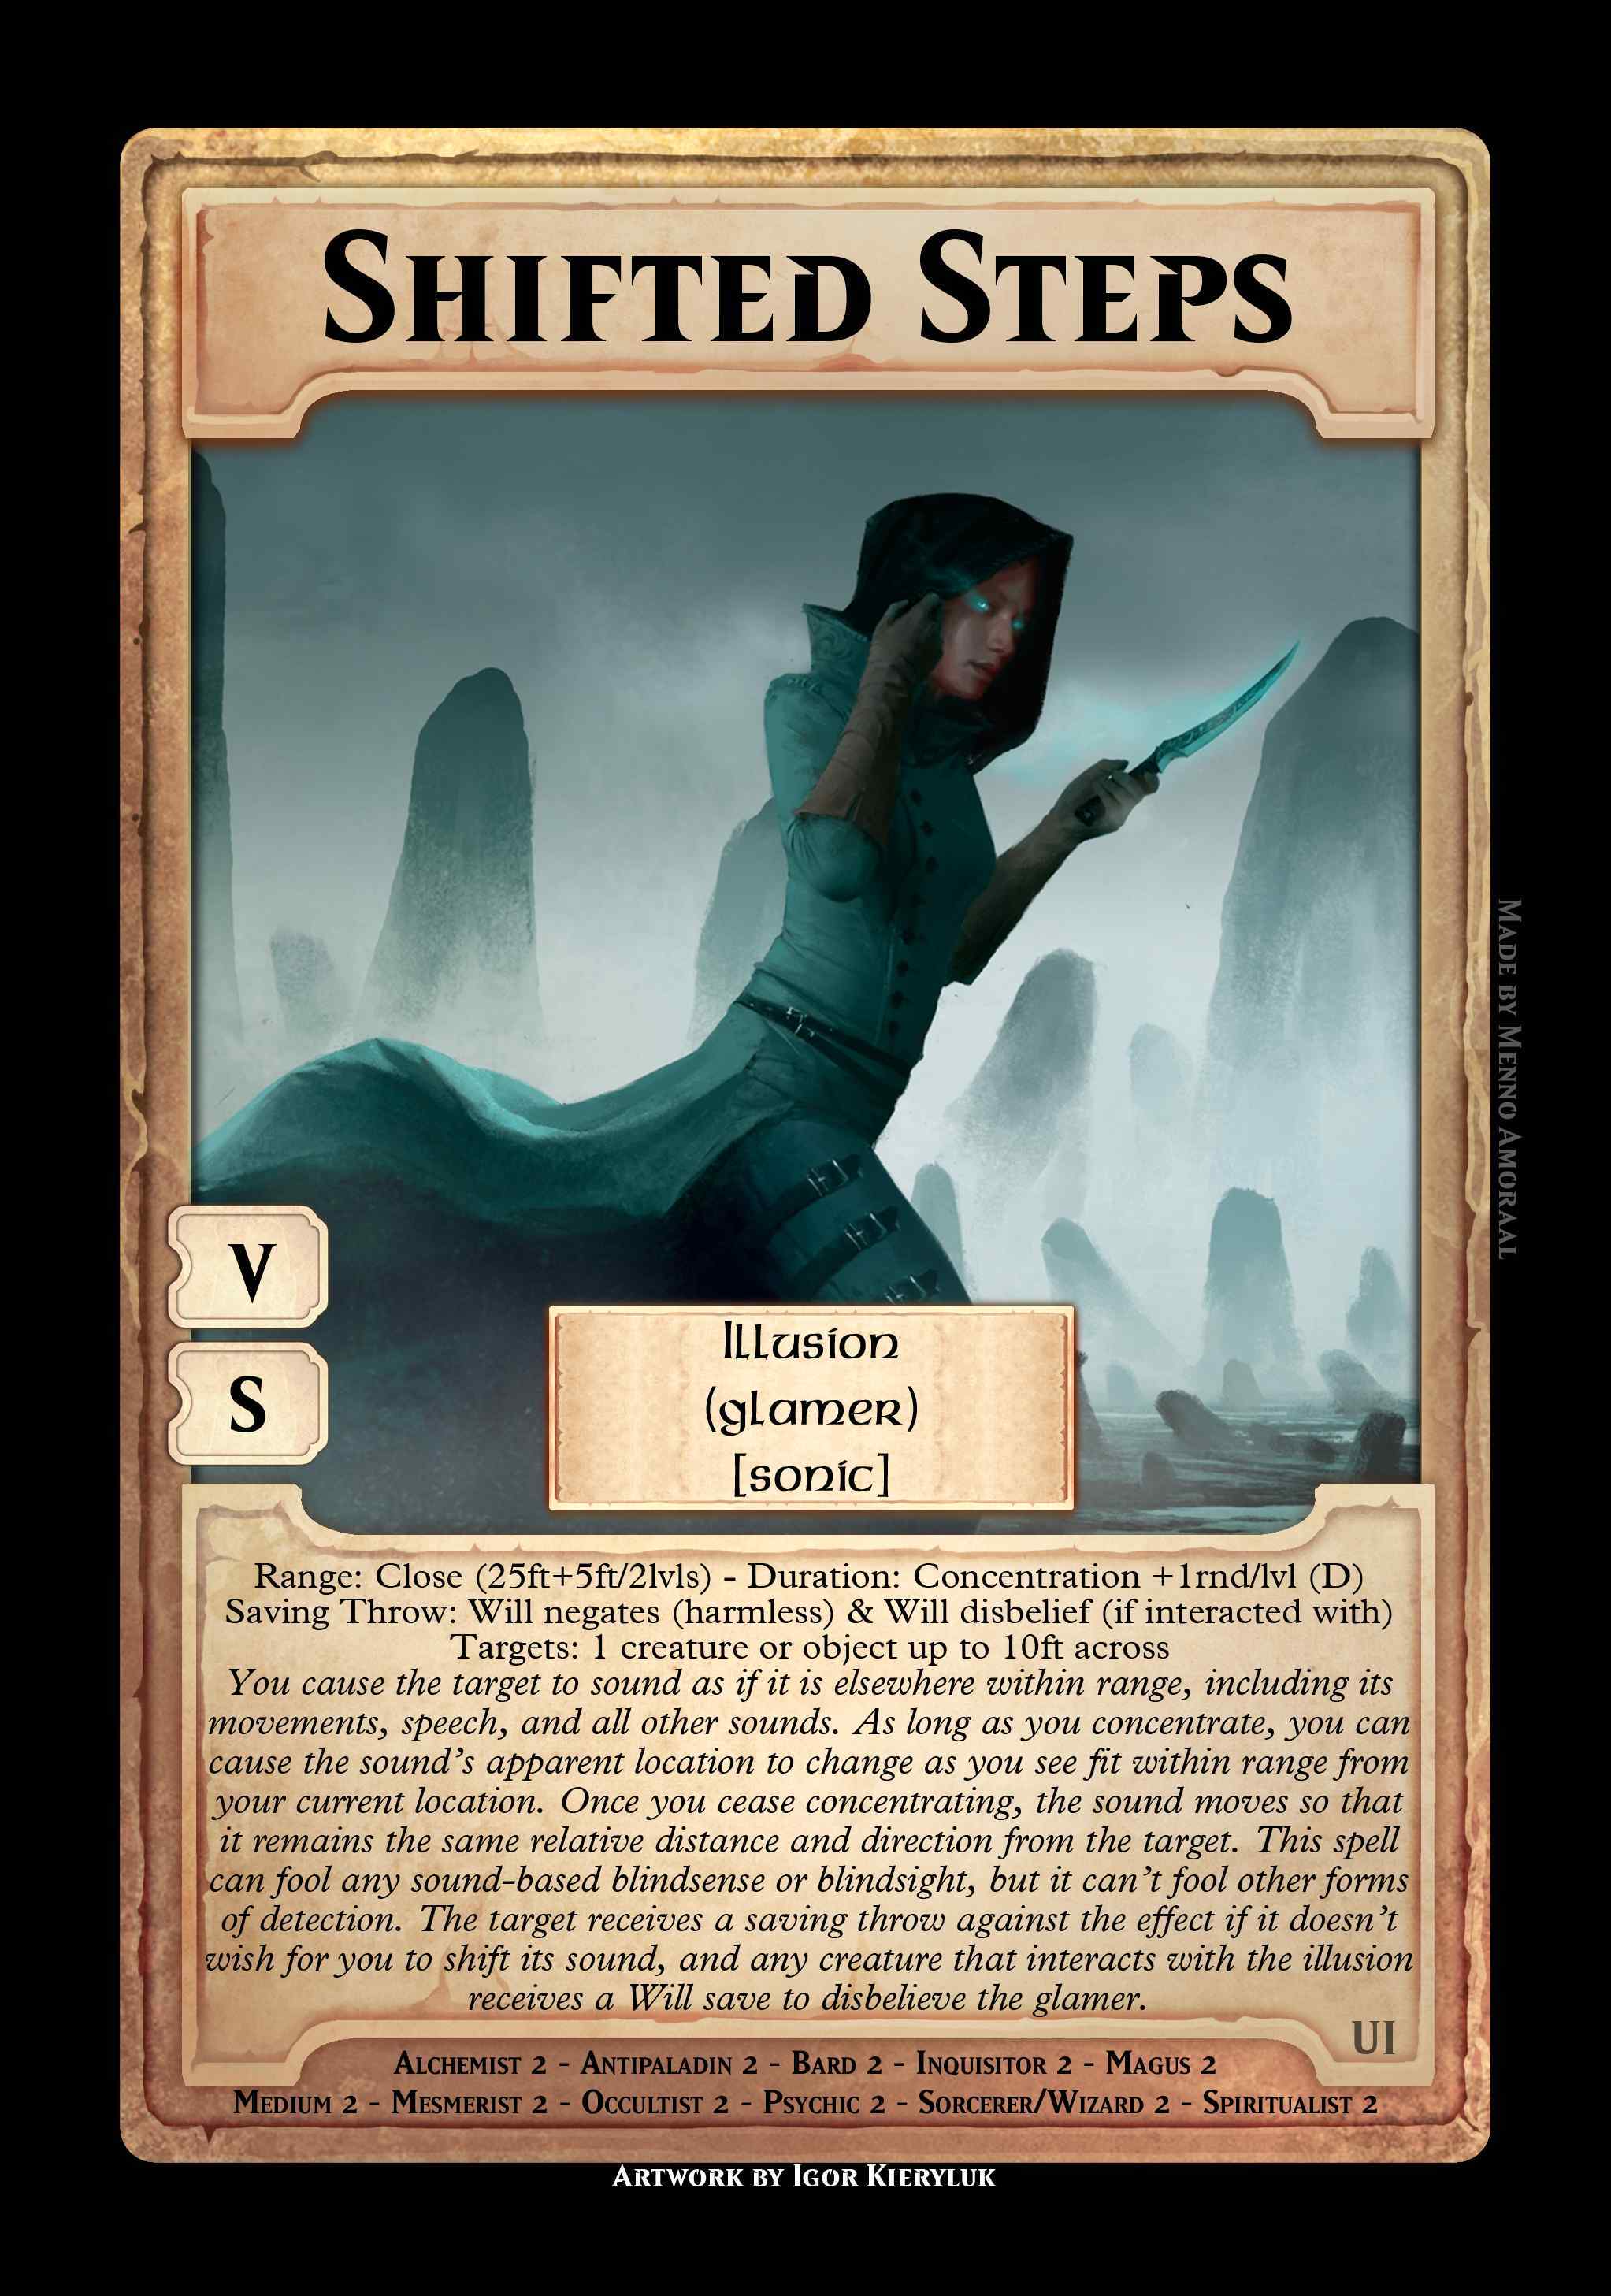 Shifted Steps
V
S
Illusion
(glamer)
[sonic]
Range: Close (25ft+5ft/2lvls) - Duration: Concentration +1rnd/lvl (D)
Saving Throw: Will negates (harmless) & Will disbelief (if interacted with)
Targets: 1 creature or object up to 10ft across
You cause the target to sound as if it is elsewhere within range, including its
movements, speech, and all other sounds. As long as you concentrate, you can
cause the sound's apparent location to change as you see fit within range from
your current location. Once you cease concentrating, the sound moves so that
it remains the same relative distance and direction from the target. This spell
can fool any sound-based blindsense or blindsight, but it can't fool other forms
of detection. The target receives a saving throw against the effect if it doesn't
wish for you to shift its sound, and any creature that interacts with the illusion
receives a Will save to disbelieve the glamer.
UI
Alchemist 2 - Antipaladin 2 - Bard 2 - Inquisitor 2 - Magus 2
Medium 2 - Mesmerist 2 - Occultist 2 - Psychic 2 - Sorcerer/Wizard 2 - Spiritualist 2
Artwork by Igor Kieryluk
Made by Menno Amoraal